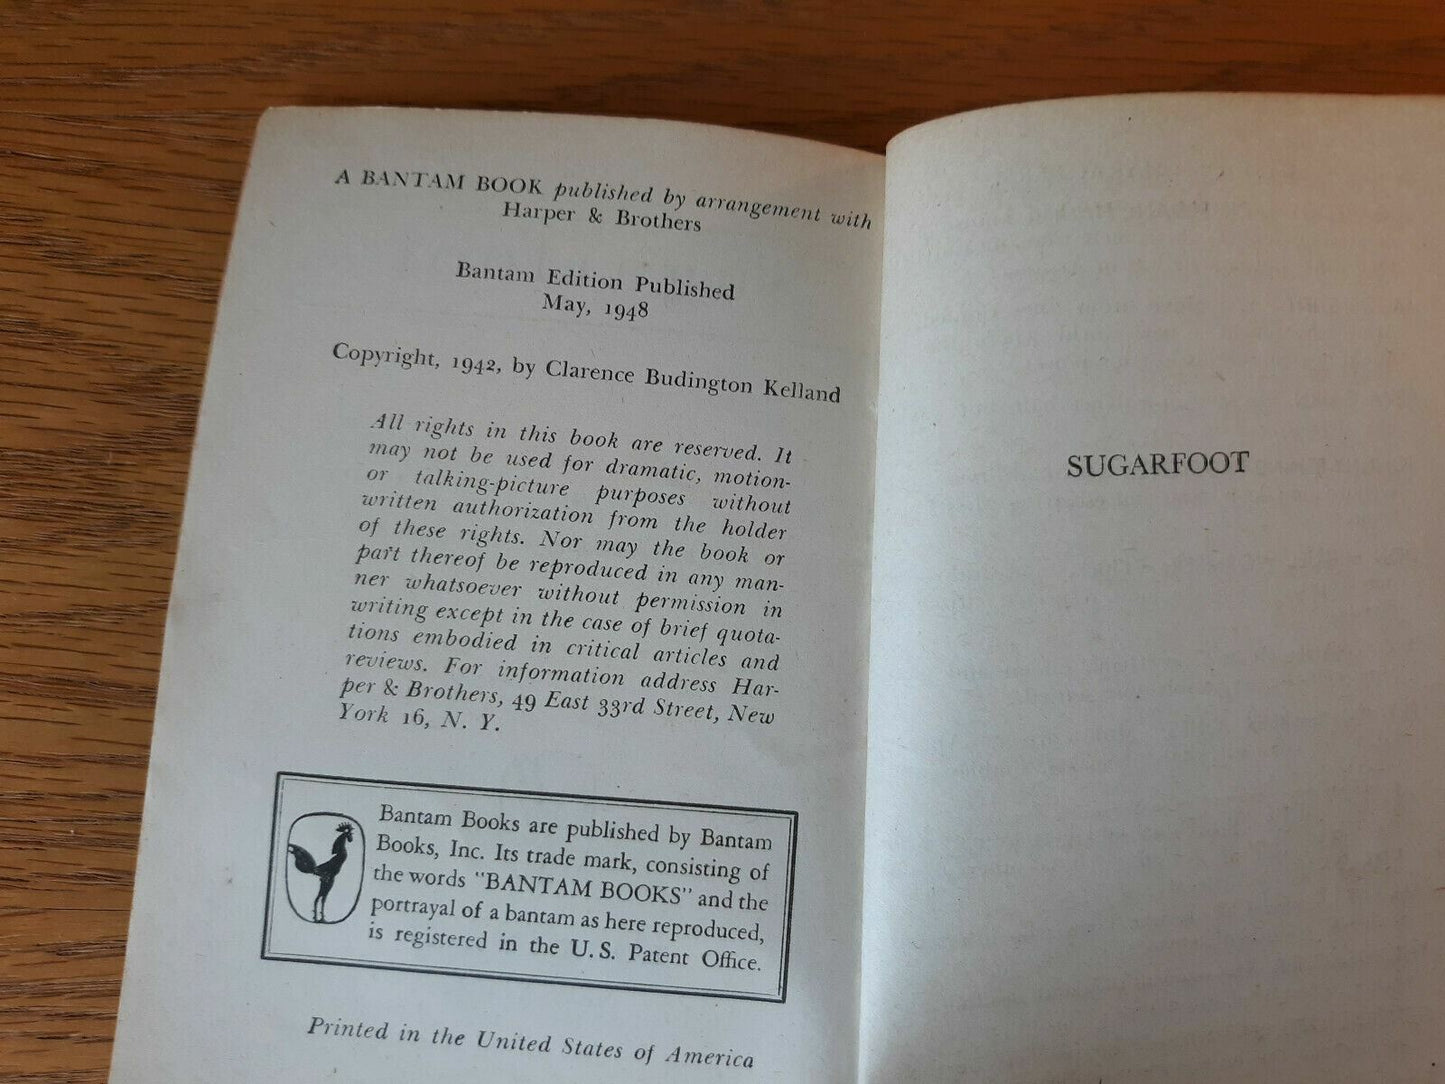 A BANTAM BOOK published by arrangement with
Harper & Brothers
Bantam Edition Published
May, 1948
Copyright, 1942, by Clarence Budington Kelland
All rights in this book are reserved. It
may not be used for dramatic, motion-
or talking-picture purposes without
written authorization from the holder
of these rights. Nor may the book or
part thereof be reproduced in any man-
ner whatsoever without permission in
writing except in the case of brief quota-
tions embodied in critical articles and
reviews. For information address Har-
per & Brothers, 49 East 33rd Street, New
York 16, N. Y.
Bantam Books are published by Bantam
Books, Inc. Its trade mark, consisting of
the words "BANTAM BOOKS" and the
portrayal of a bantam as here reproduced,
is registered in the U. S. Patent Office.
Printed in the United States of America
SUGARFOOT